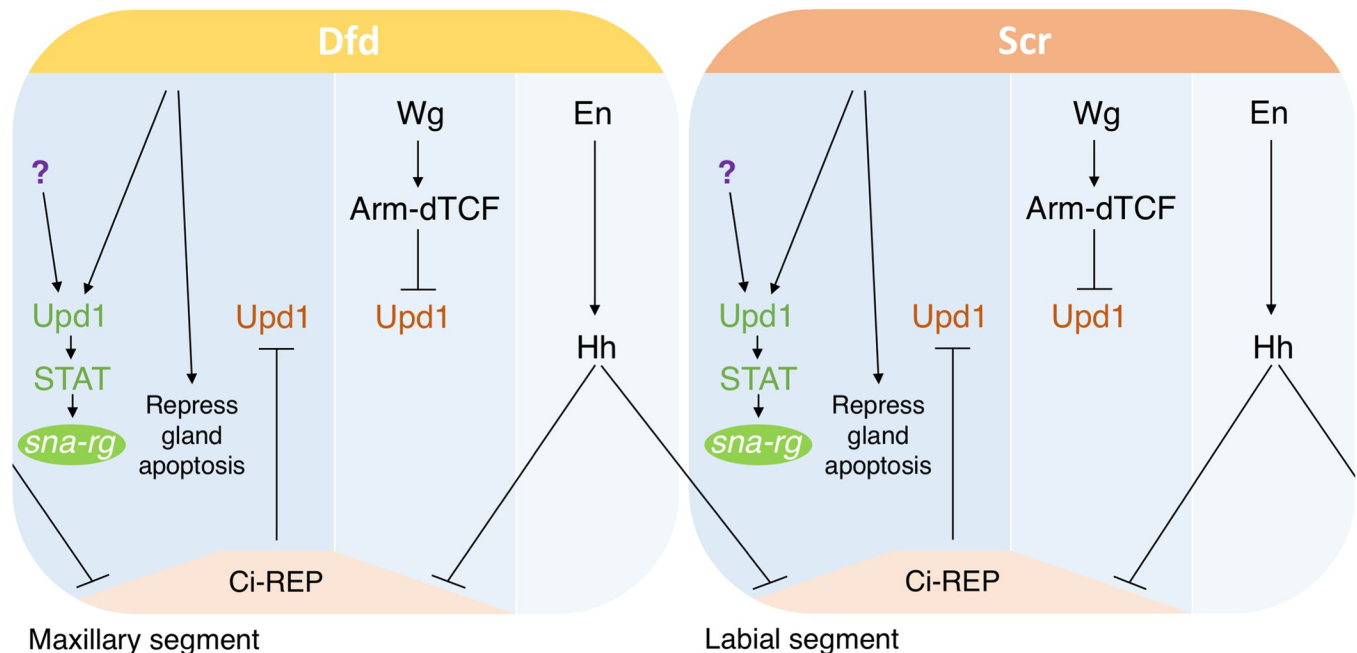 Dfd
Wg
En
?
Arm-dTCF
Upd1
Upd1
Upd1
Hh
STAT
Repress
gland
apoptosis
sna-rg
Ci-REP
Maxillary segment
Scr
Wg
En
?
Arm-dTCF
Upd1
Upd1
Upd1
Hh
STAT
Repress
gland
apoptosis
sna-rg
Ci-REP
Labial segment